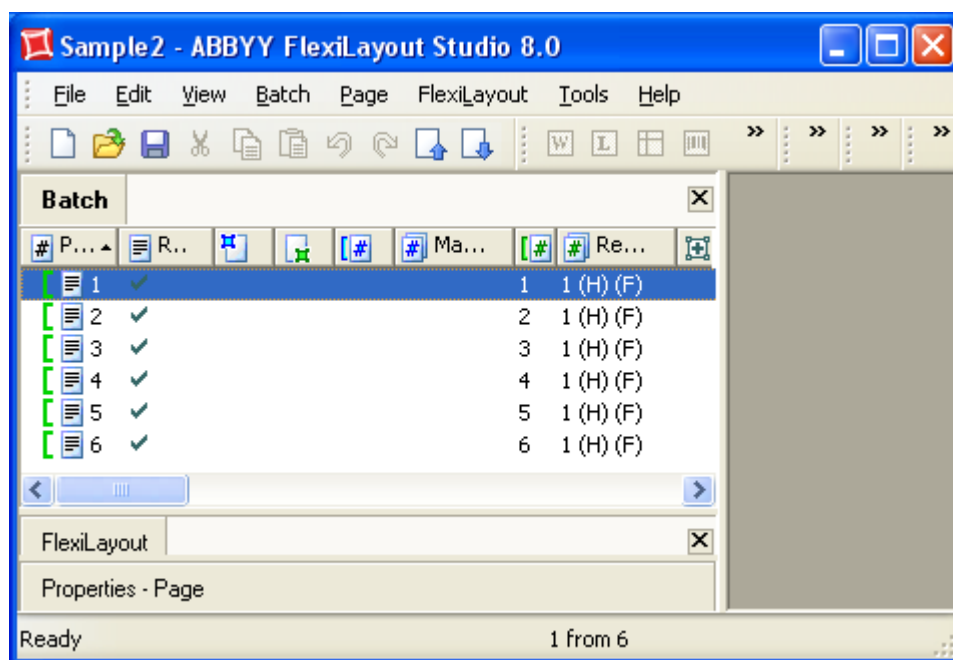 Sample2 - ABBYY FlexiLayout Studio 8.0
File Edit View Batch Page FlexiLayout Tools Help
W L
Batch
# P... R.. [# # Ma... [# # Re...
1 1 1 (H) (F)
2 2 1 (H) (F)
3 3 1 (H) (F)
4 4 1 (H) (F)
5 5 1 (H) (F)
6 6 1 (H) (F)
FlexiLayout
Properties - Page
Ready 1 from 6